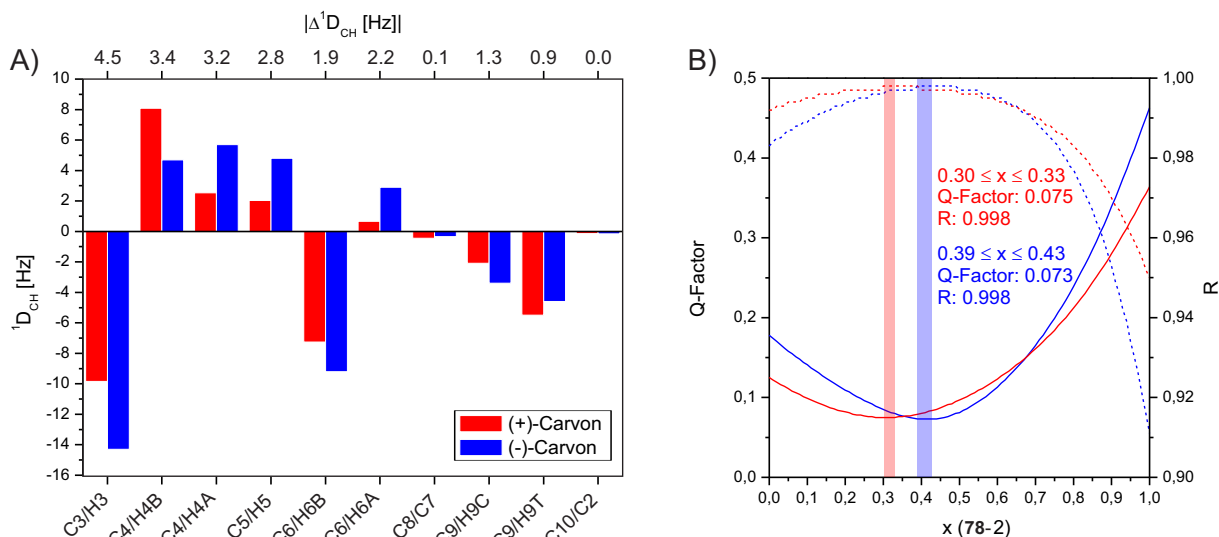 |Δ¹D_CH [Hz]|
4.5 3.4 3.2 2.8 1.9 2.2 0.1 1.3 0.9 0.0
A)
10
8
6
4
2
0
-2
-4
-6
-8
-10
-12
-14
-16
¹D_CH [Hz]
(+)-Carvon
(-)-Carvon
C3/H3 C4/H4B C4/H4A C5/H5 C6/H6B C6/H6A C8/C7 C9/H9C C9/H9T C10/C2
B)
0,5
0,4
0,3
0,2
0,1
0,0
Q-Factor
0.30 ≤ x ≤ 0.33
Q-Factor: 0.075
R: 0.998
0.39 ≤ x ≤ 0.43
Q-Factor: 0.073
R: 0.998
1,00
0,98
0,96
0,94
0,92
0,90
R
0,0 0,1 0,2 0,3 0,4 0,5 0,6 0,7 0,8 0,9 1,0
x (78-2)